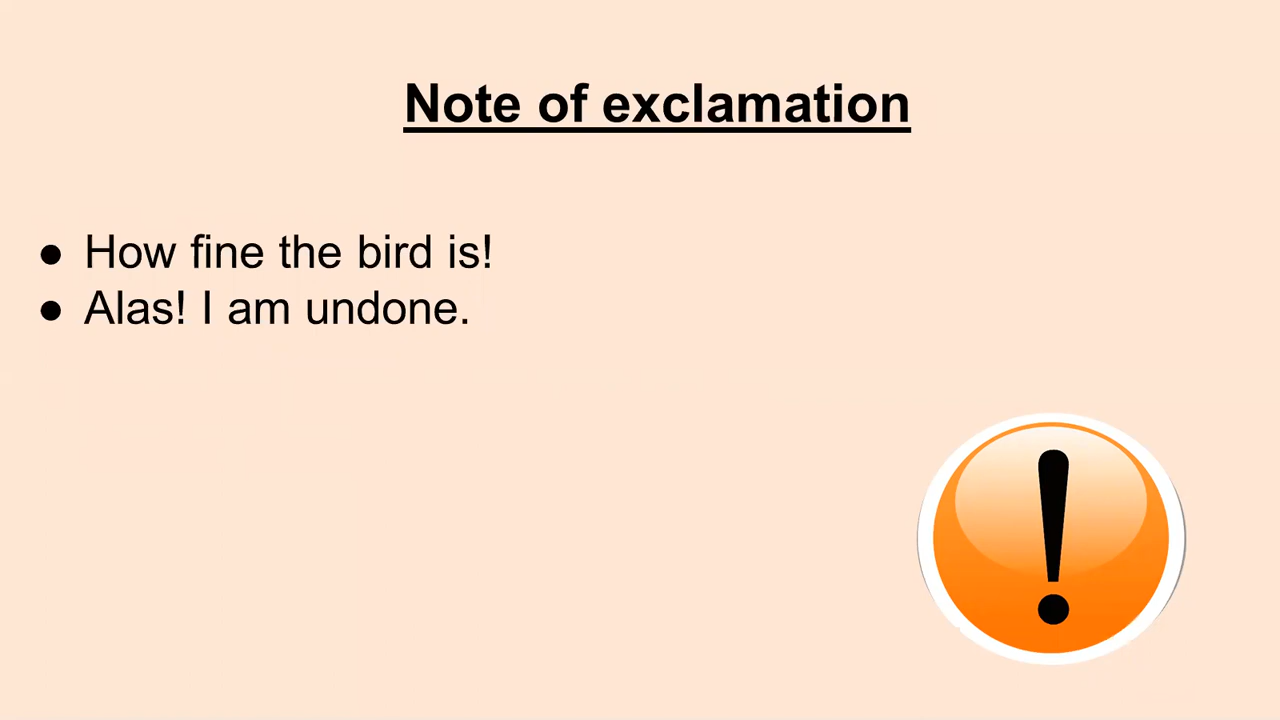 Note of exclamation
● How fine the bird is!
● Alas! I am undone.
!